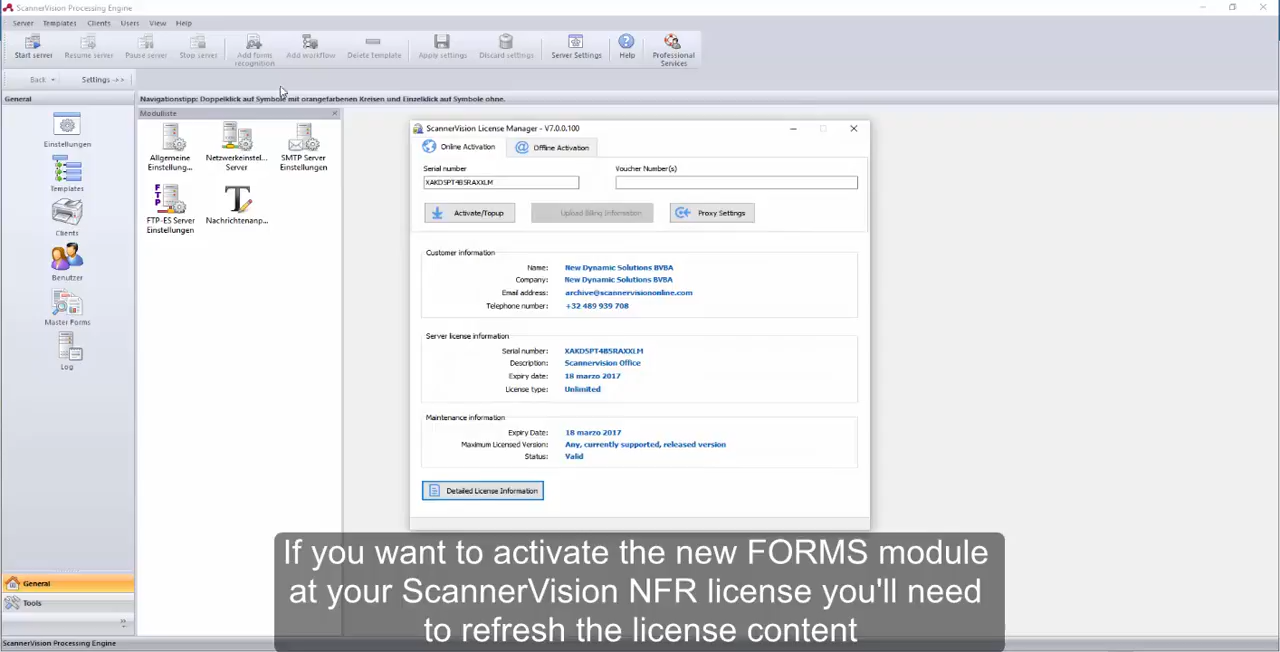 ScannerVision Processing Engine
Server Templates Clients Users View Help
Start server Resume server Pause server Stop server Add forms recognition Add workflow Delete template Apply settings Discard settings Server Settings Help Professional Services
Back Settings ->>
General
Navigationstipp: Doppelklick auf Symbole mit orangefarbenen Kreisen und Einzelklick auf Symbole ohne.
Moduliste
Einstellungen
Templates
Clients
Benutzer
Master Forms
Log
Allgemeine Einstellung...
Netzwerkeinstel... Server
SMTP Server Einstellungen
FTP
FTP-ES Server Einstellungen
Nachrichtenanp...
ScannerVision License Manager - V7.0.0.100
Online Activation
Offline Activation
Serial number
Voucher Number(s)
XAKD5PT4B5RAXXLM
Activate/Topup
Upload Billing Information
Proxy Settings
Customer information
Name: New Dynamic Solutions BVBA
Company: New Dynamic Solutions BVBA
Email address: archive@scannervisiononline.com
Telephone number: +32 489 939 708
Server license information
Serial number: XAKD5PT4B5RAXXLM
Description: Scannervision Office
Expiry date: 18 marzo 2017
License type: Unlimited
Maintenance information
Expiry Date: 18 marzo 2017
Maximum Licensed Version: Any, currently supported, released version
Status: Valid
Detailed License Information
General
Tools
ScannerVision Processing Engine
If you want to activate the new FORMS module
at your ScannerVision NFR license you'll need
to refresh the license content